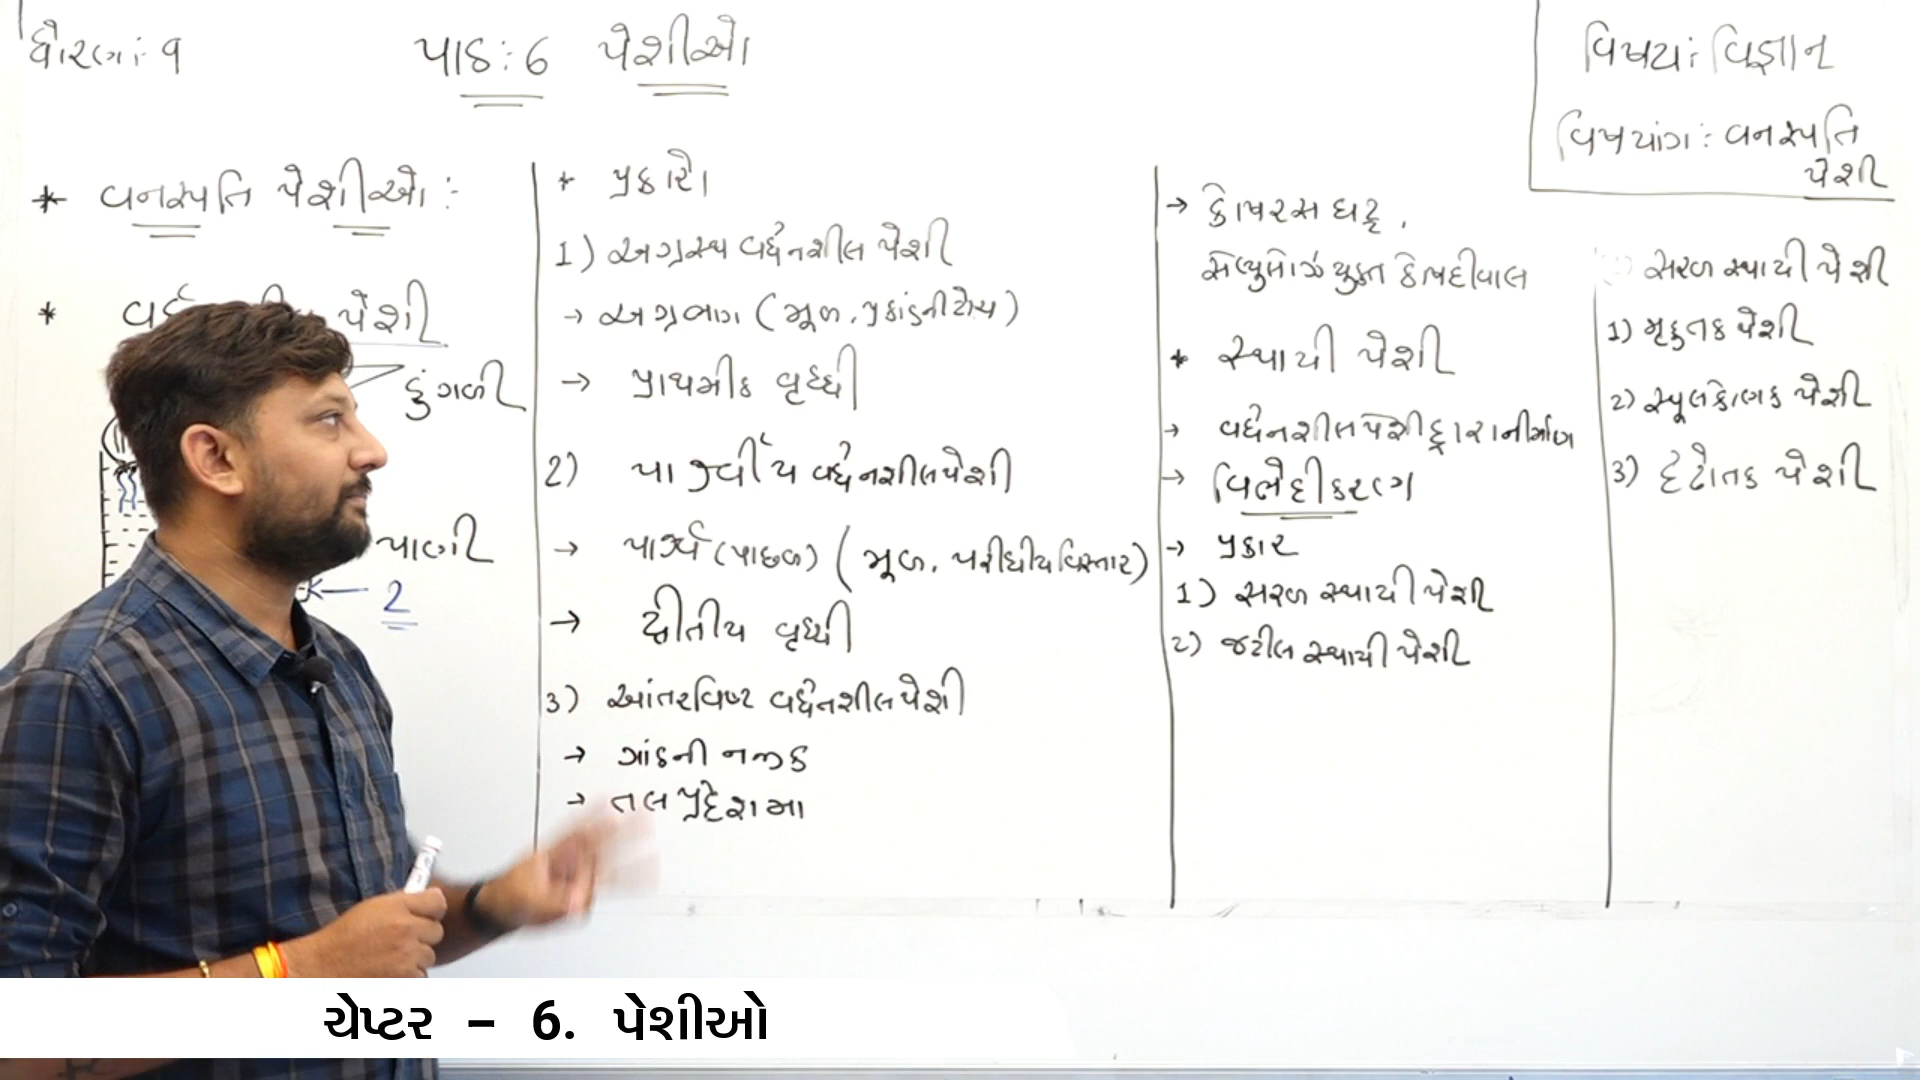 ધોરણ: ૧
પાઠ: 6 પેશીઓ
વિષય: વિજ્ઞાન
વિષયાંગ: વનસ્પતિ
પેશી
* વનસ્પતિ પેશીઓ:-
* પેશી
ડુંગળી
પાણી
2
* પ્રકારો
1) અગ્રસ્થ વર્ધનશીલ પેશી
→ અગ્રભાગ (મૂળ, પ્રકાંડની ટોચ)
→ પ્રાથમીક વૃધ્ધી
2) પાર્શ્વીય વર્ધનશીલ પેશી
→ પાર્શ્વ (પાછળ) (મૂળ, પરીઘીય વિસ્તાર)
→ દ્વીતીય વૃધ્ધી
3) આંતરવિષ્ટ વર્ધનશીલ પેશી
→ ગાંઠની નજીક
→ તલ પ્રદેશમા
→ કોષરસ ઘટ્ટ,
સેલ્યુલોઝ યુક્ત કોષદીવાલ
* સ્થાયી પેશી
→ વર્ધનશીલ પેશી દ્વારા નીર્માણ
→ વિભેદીકરણ
→ પ્રકાર
1) સરળ સ્થાયી પેશી
2) જટીલ સ્થાયી પેશી
સરળ સ્થાયી પેશી
1) મૃદુતક પેશી
2) સ્થૂલકોણક પેશી
3) દૃઢોતક પેશી
ચેપ્ટર – 6. પેશીઓ